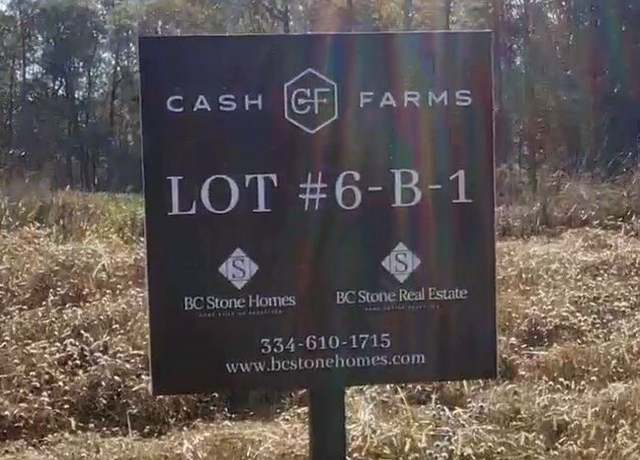 CASH CF FARMS
LOT #6-B-1
BC Stone Homes
BC Stone Real Estate
334-610-1715
www.bcstonehomes.com